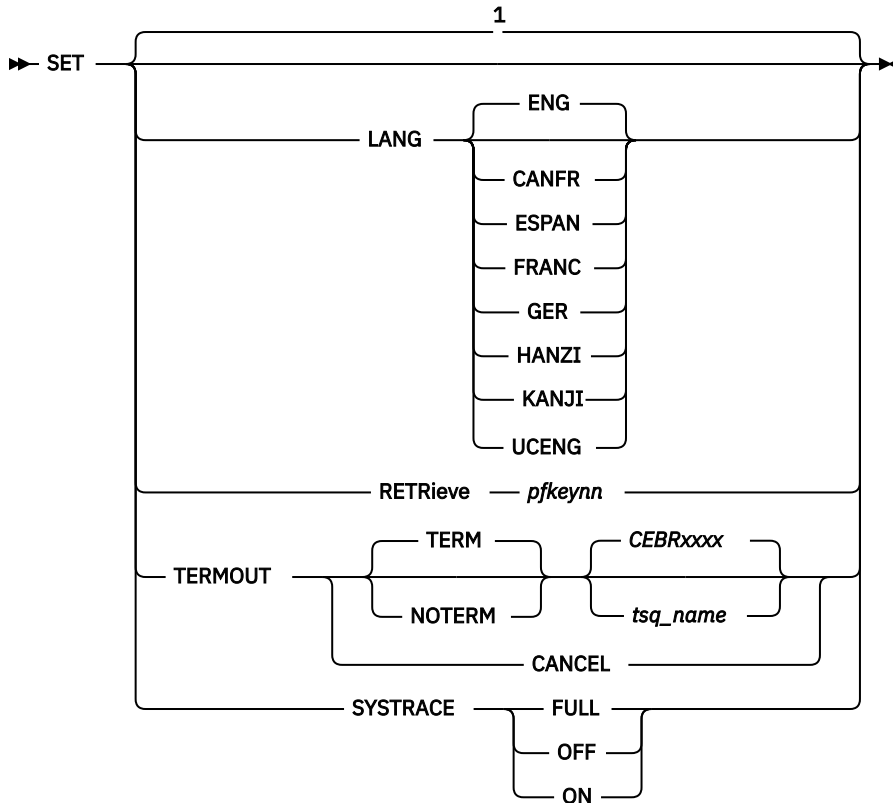 1
SET
ENG
LANG
CANFR
ESPAN
FRANC
GER
HANZI
KANJI
UCENG
RETRieve pfkeynn
TERM CEBRxxxx
TERMOUT
NOTERM tsq_name
CANCEL
SYSTRACE FULL
OFF
ON